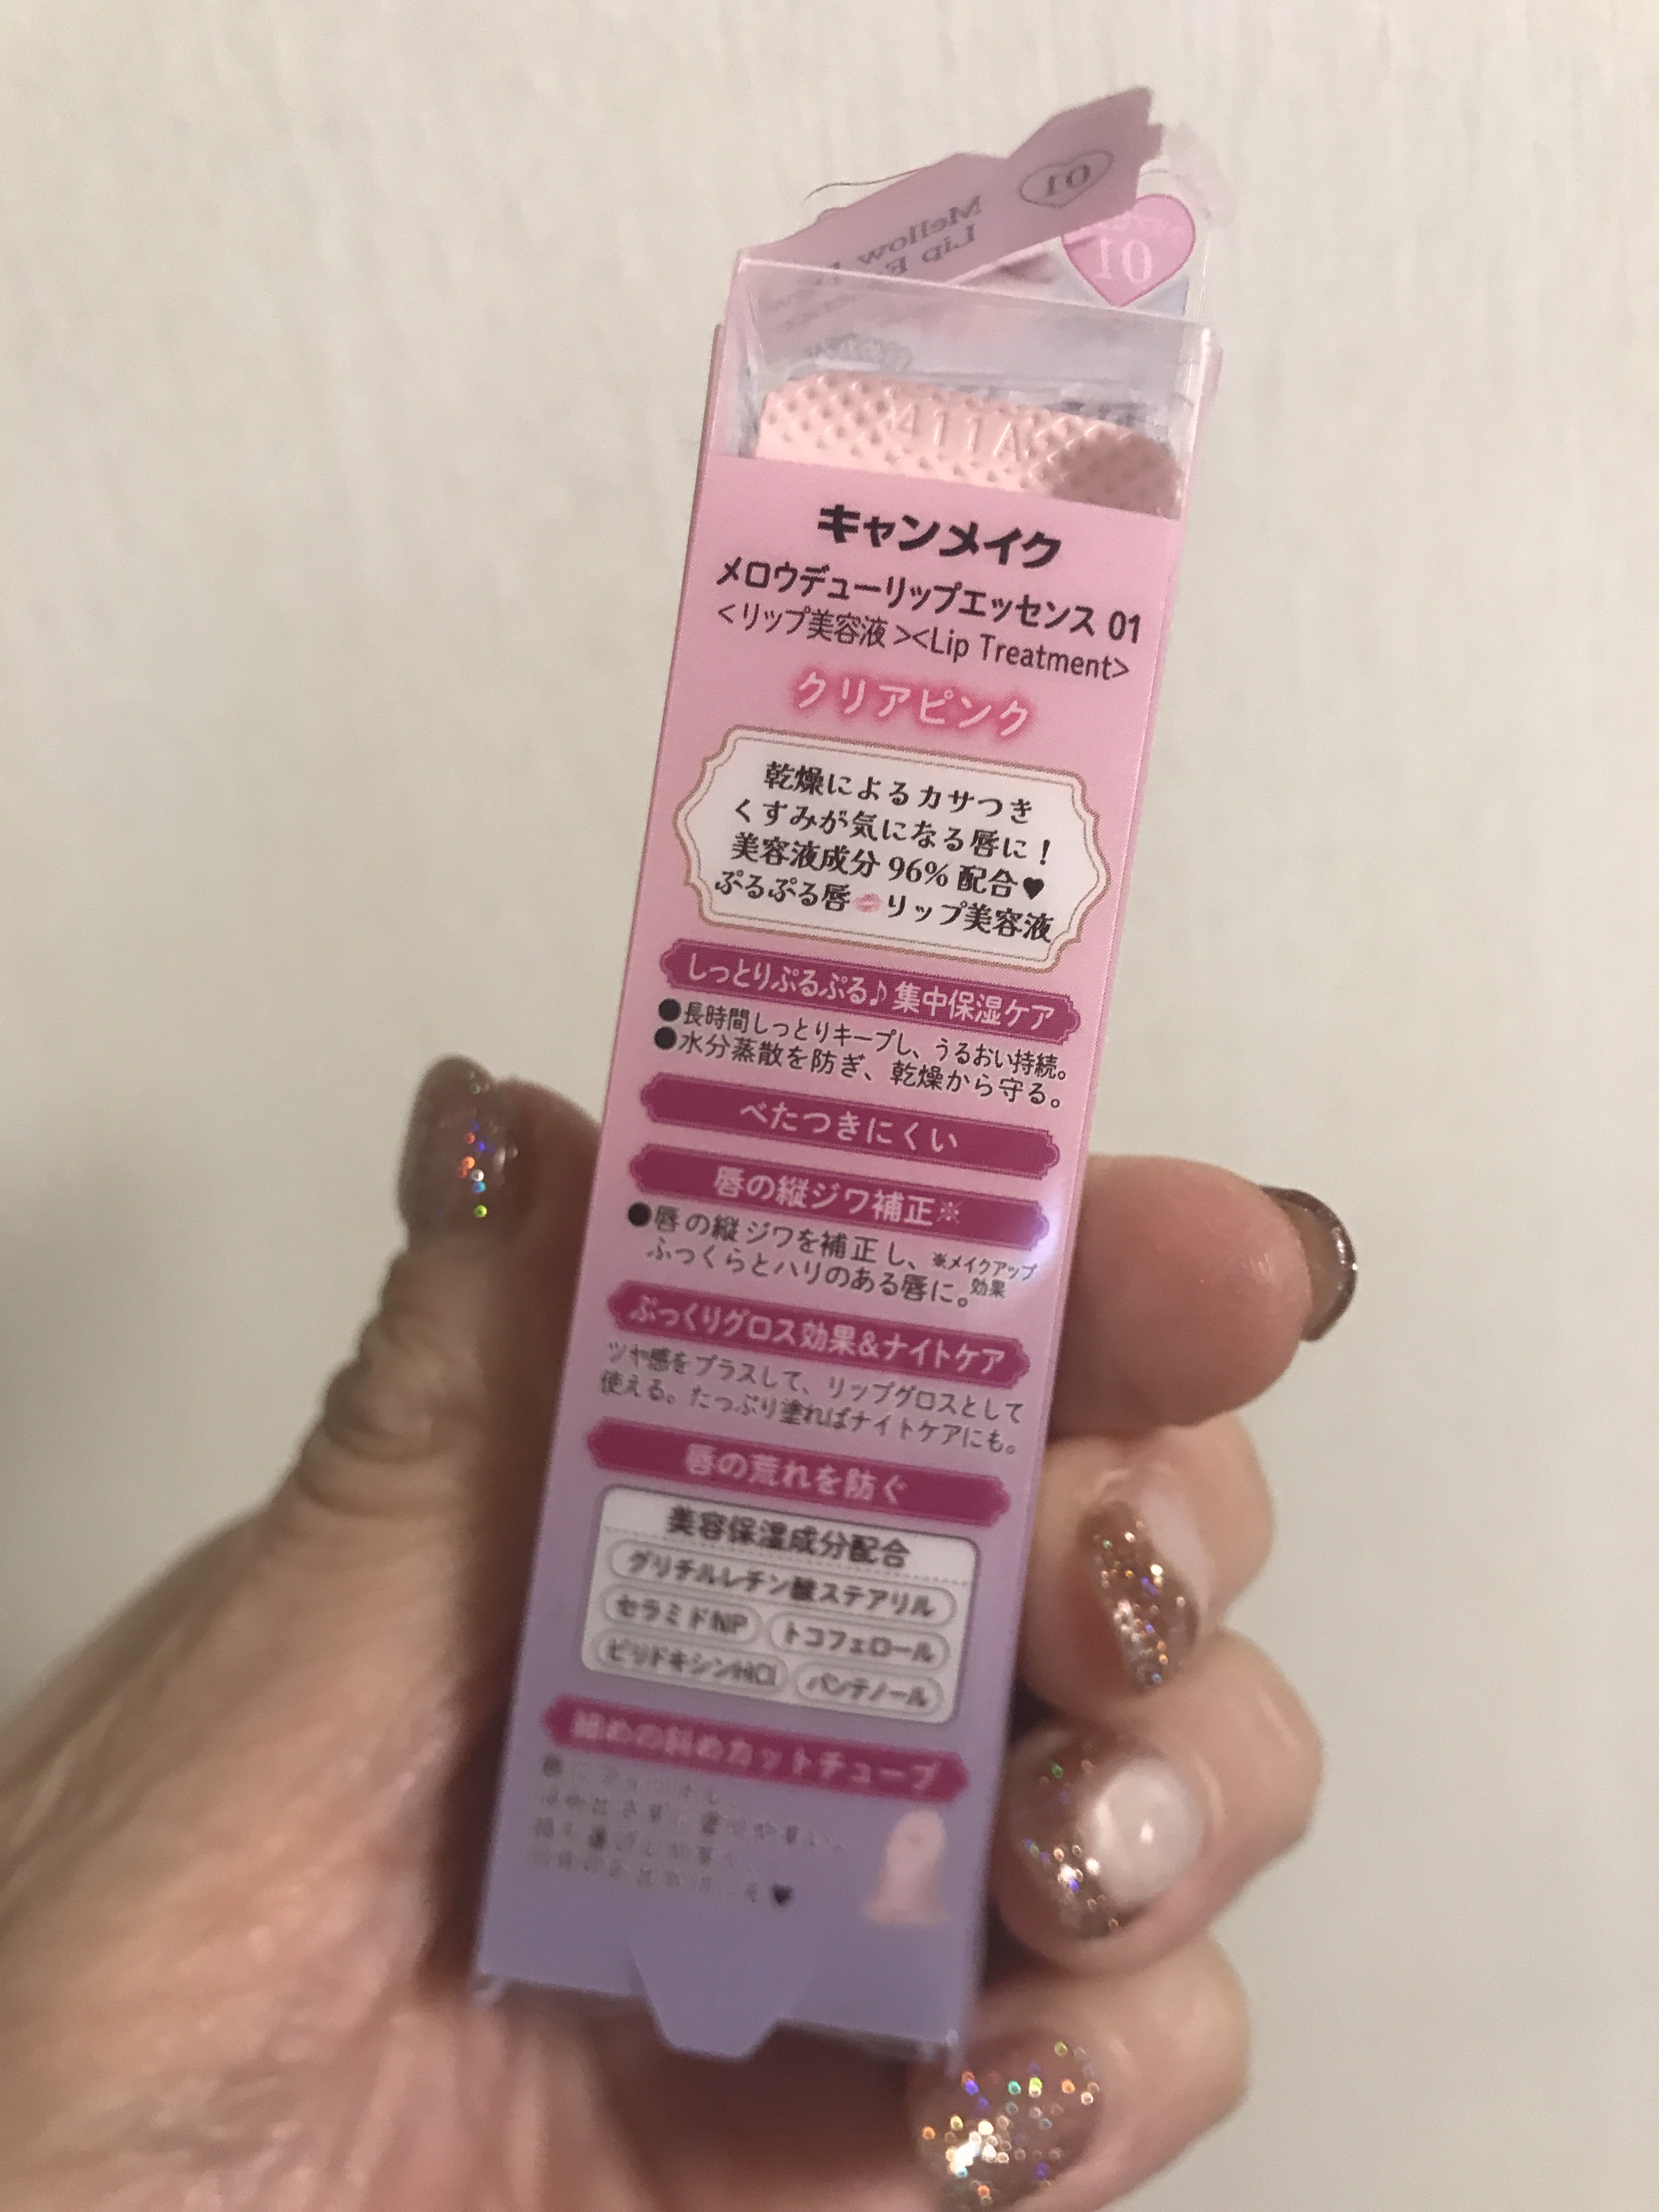 01
Mellow
Lip E
01
411A
キャンメイク
メロウデューリップエッセンス 01
<リップ美容液><Lip Treatment>
クリアピンク
乾燥によるカサつき
くすみが気になる唇に!
美容液成分 96% 配合♥
ぷるぷる唇💋リップ美容液
しっとりぷるぷる♪集中保湿ケア
●長時間しっとりキープし、うるおい持続。
●水分蒸散を防ぎ、乾燥から守る。
べたつきにくい
唇の縦ジワ補正※
●唇の縦ジワを補正し、
ふっくらとハリのある唇に。
※メイクアップ
効果
ぷっくりグロス効果&ナイトケア
ツヤ感をプラスして、リップグロスとして
使える。たっぷり塗ればナイトケアにも。
唇の荒れを防ぐ
美容保湿成分配合
グリチルレチン酸ステアリル
セラミドNP トコフェロール
ピリドキシンHCl パンテノール
細めの斜めカットチューブ